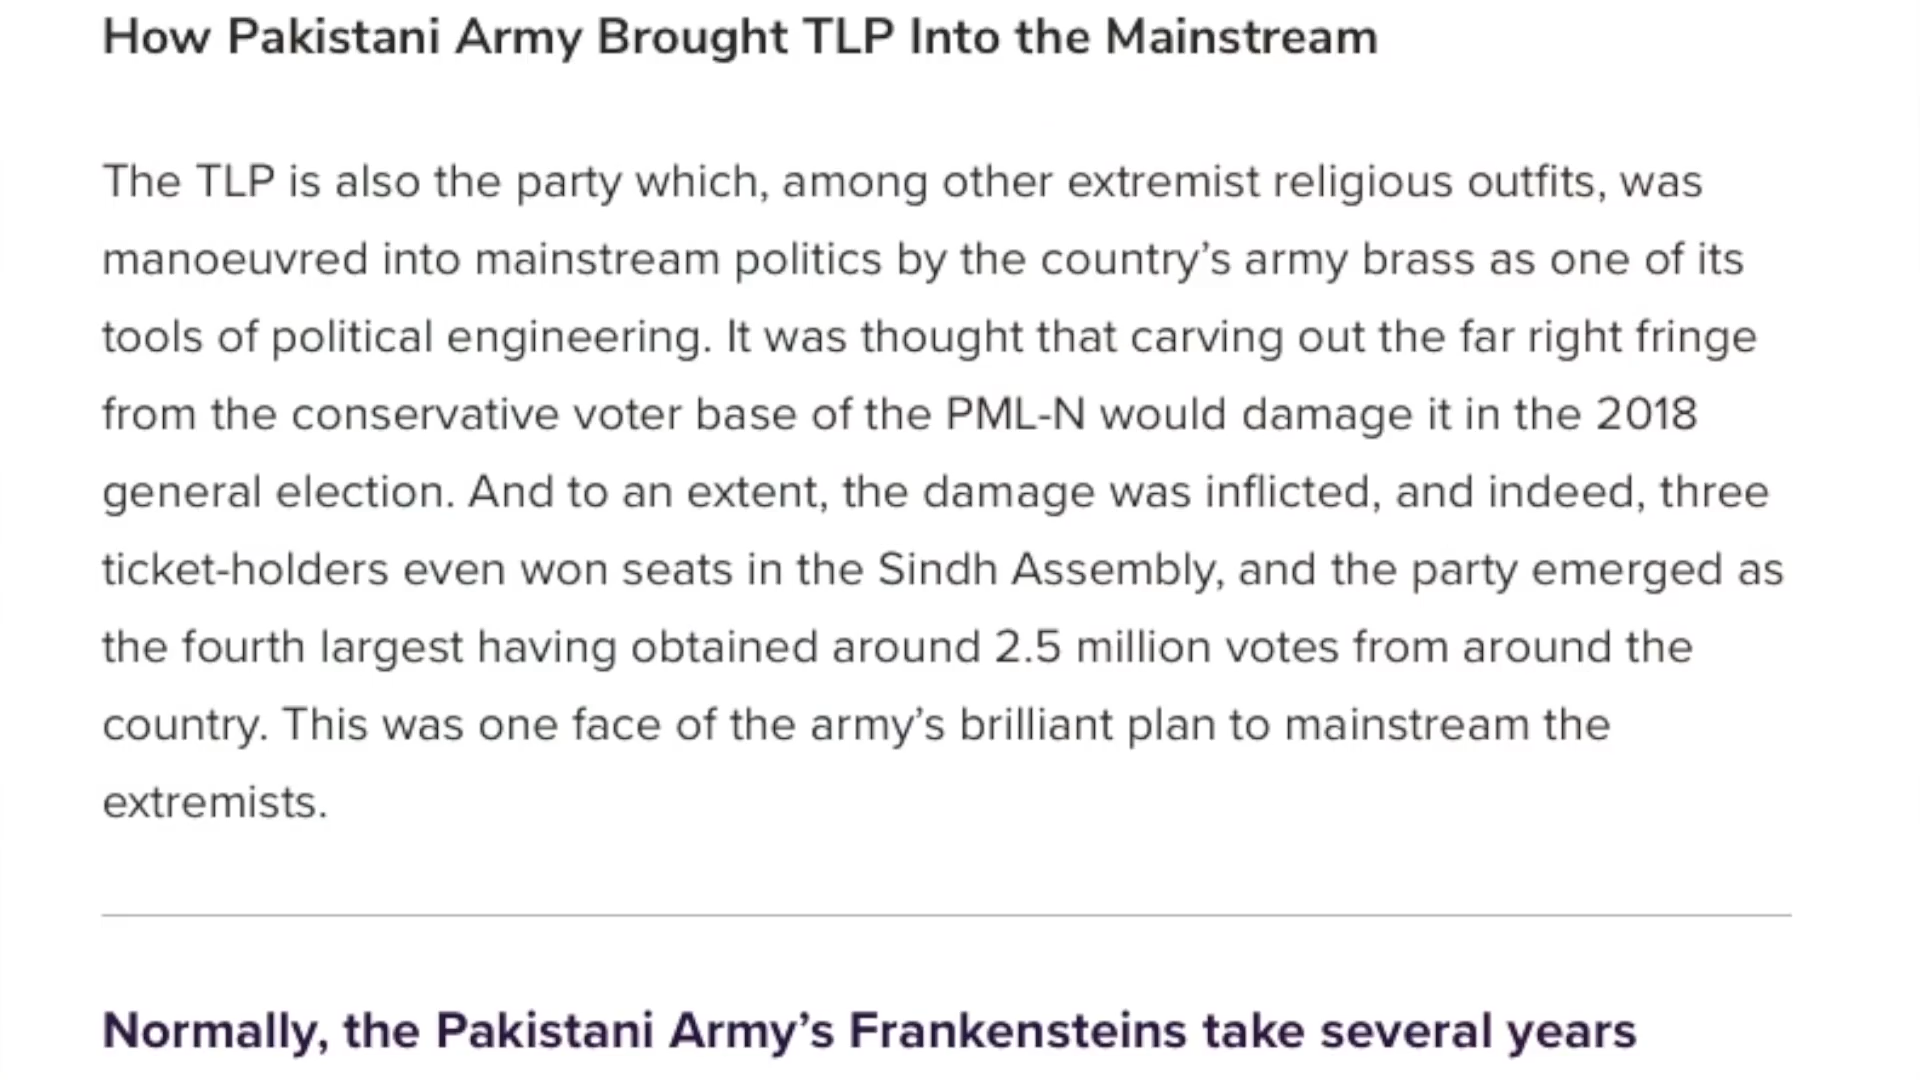 How Pakistani Army Brought TLP Into the Mainstream
The TLP is also the party which, among other extremist religious outfits, was
manoeuvred into mainstream politics by the country’s army brass as one of its
tools of political engineering. It was thought that carving out the far right fringe
from the conservative voter base of the PML-N would damage it in the 2018
general election. And to an extent, the damage was inflicted, and indeed, three
ticket-holders even won seats in the Sindh Assembly, and the party emerged as
the fourth largest having obtained around 2.5 million votes from around the
country. This was one face of the army’s brilliant plan to mainstream the
extremists.
Normally, the Pakistani Army’s Frankensteins take several years